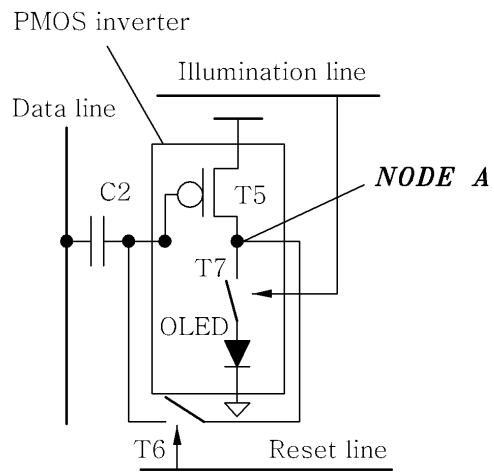 PMOS inverter
Illumination line
Data line
NODE A
C2
T5
T7
OLED
T6
Reset line